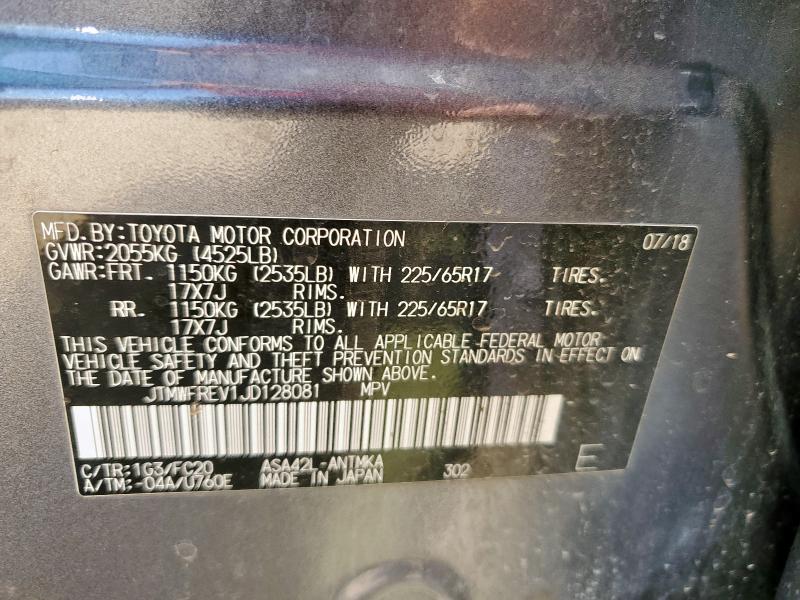 MFD. BY: TOYOTA MOTOR CORPORATION 07/18
GVWR: 2055KG (4525LB)
GAWR: FRT. 1150KG (2535LB) WITH 225/65R17 TIRES.
17X7J RIMS.
RR. 1150KG (2535LB) WITH 225/65R17 TIRES.
17X7J RIMS.
THIS VEHICLE CONFORMS TO ALL APPLICABLE FEDERAL MOTOR
VEHICLE SAFETY AND THEFT PREVENTION STANDARDS IN EFFECT ON
THE DATE OF MANUFACTURE SHOWN ABOVE.
JTMWFREV1JD128081 MPV
C/TR: 1G3/FC20 ASA42L-ANTMKA 302 E
A/TM: -04A/U760E MADE IN JAPAN